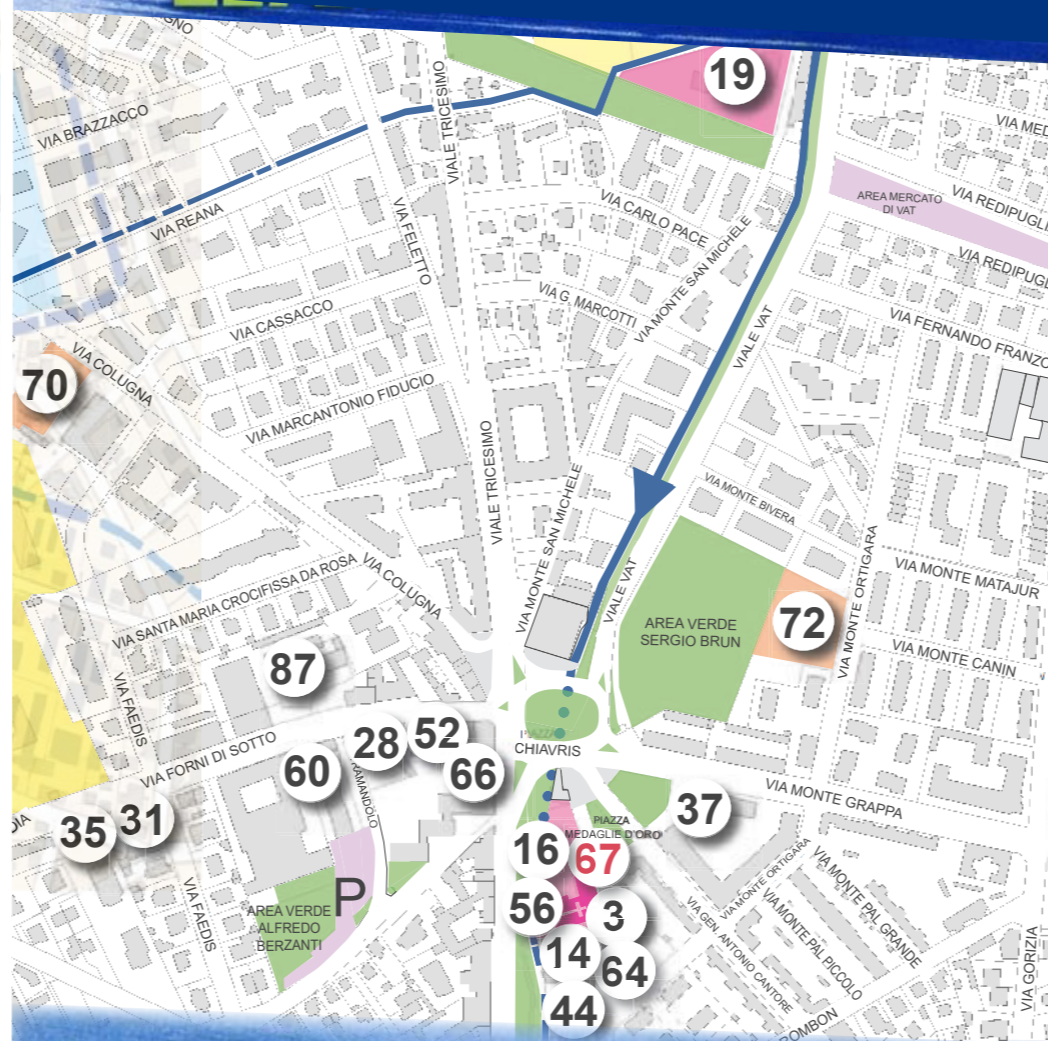 19
VIA BRAZZACCO
VIALE TRICESIMO
VIA REANA
VIA FELETTO
VIA CARLO PACE
VIA MONTE SAN MICHELE
AREA MERCATO
DI VAT
VIA G. MARCOTTI
VIA CASSACCO
VIALE VAT
VIA COLUGNA
70
VIA MARCANTONIO FIDUCIO
VIALE TRICESIMO
VIA MONTE SAN MICHELE
VIA MONTE BIVERA
VIA MONTE ORTIGARA
VIA MONTE MATAJUR
VIA SANTA MARIA CROCIFISSA DA ROSA
VIA COLUGNA
VIALE VAT
AREA VERDE
SERGIO BRUN
72
VIA MONTE CANIN
87
VIA FAEDIS
VIA FORNI DI SOTTO
28
52
66
60
PIAZZA
CHIAVRIS
VIA MONTE GRAPPA
37
35
31
PIAZZA
MEDAGLIE D'ORO
16
67
56
3
14
64
44
VIA FAEDIS
AREA VERDE
ALFREDO
BERZANTI
P
VIA MONTE ORTIGARA
VIA MONTE PAL GRANDE
VIA MONTE PAL PICCOLO
VIA GEN. ANTONIO CANTORE
VIA GORIZIA